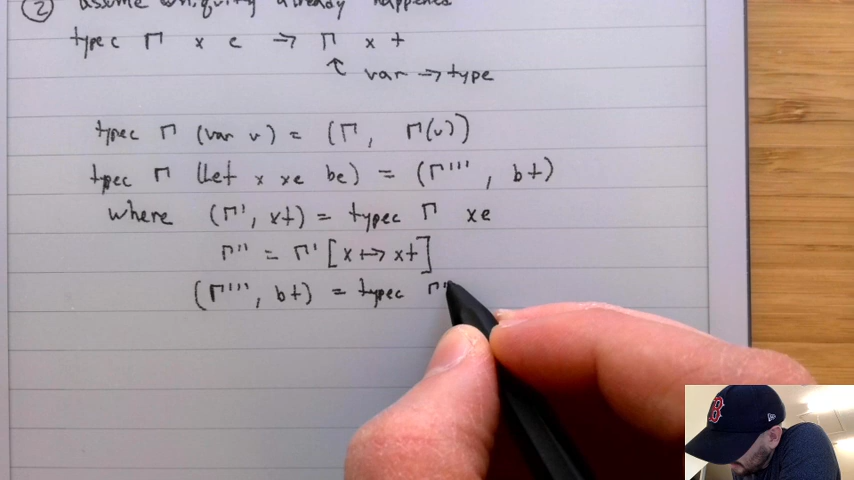 ② assume uniquity already happened
typec Γ x e → Γ x t
↑ var → type
typec Γ (var v) = (Γ, Γ(v))
typec Γ (Let x xe be) = (Γ''', bt)
where (Γ', xt) = typec Γ xe
Γ'' = Γ' [x ↦ xt]
(Γ''', bt) = typec Γ''
B